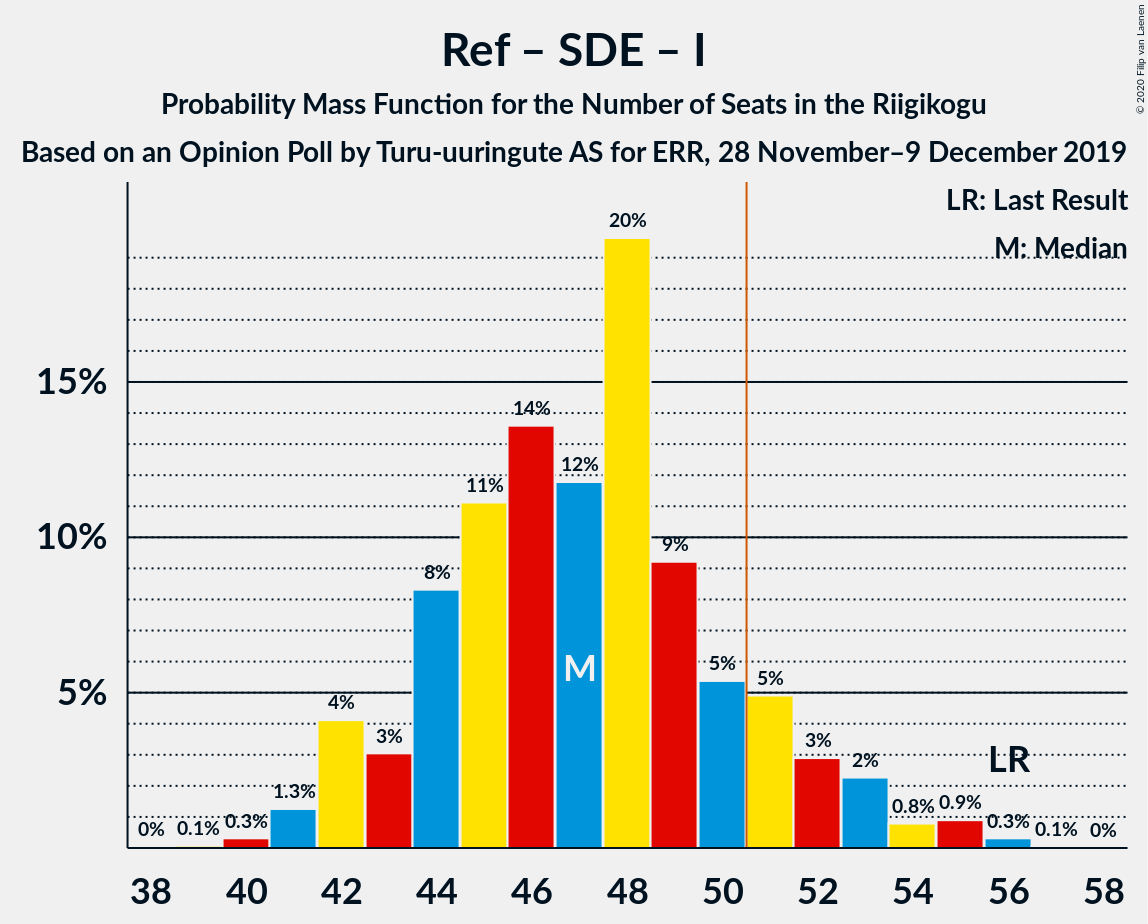 Ref – SDE – I
Probability Mass Function for the Number of Seats in the Riigikogu
Based on an Opinion Poll by Turu-uuringute AS for ERR, 28 November–9 December 2019
© 2020 Filip van Laenen
LR: Last Result
M: Median
20%
15%
14%
12%
11%
10%
9%
8%
M
5%
5%
5%
4%
3%
3%
2%
LR
1.3%
0.8%
0.9%
0%
0.1%
0.3%
0.3%
0.1%
0%
38 40 42 44 46 48 50 52 54 56 58